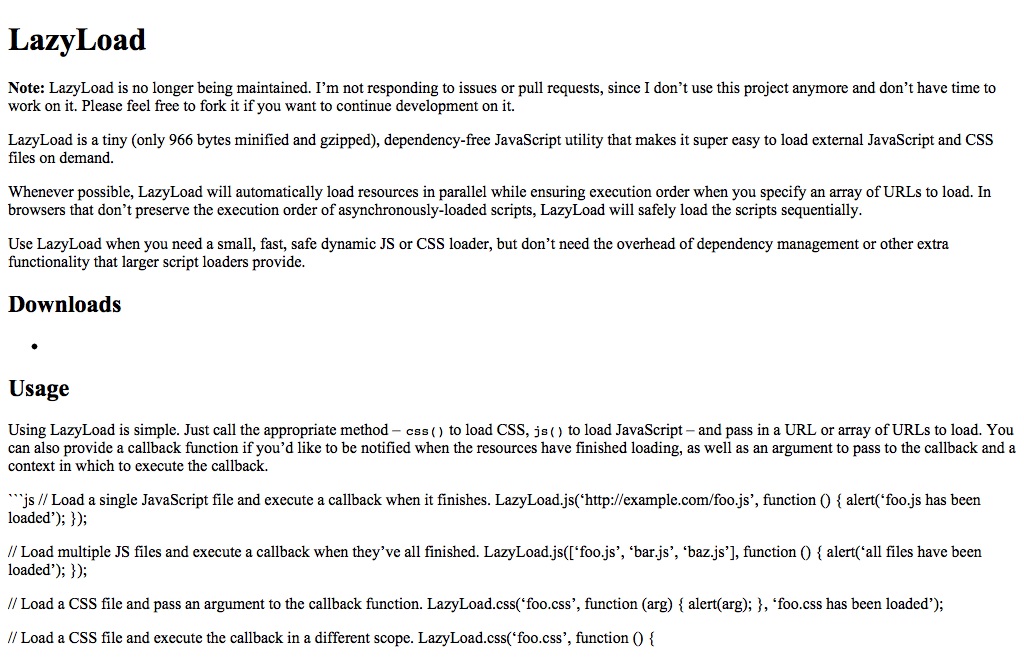 LazyLoad
Note: LazyLoad is no longer being maintained. I’m not responding to issues or pull requests, since I don’t use this project anymore and don’t have time to
work on it. Please feel free to fork it if you want to continue development on it.
LazyLoad is a tiny (only 966 bytes minified and gzipped), dependency-free JavaScript utility that makes it super easy to load external JavaScript and CSS
files on demand.
Whenever possible, LazyLoad will automatically load resources in parallel while ensuring execution order when you specify an array of URLs to load. In
browsers that don’t preserve the execution order of asynchronously-loaded scripts, LazyLoad will safely load the scripts sequentially.
Use LazyLoad when you need a small, fast, safe dynamic JS or CSS loader, but don’t need the overhead of dependency management or other extra
functionality that larger script loaders provide.
Downloads
•
Usage
Using LazyLoad is simple. Just call the appropriate method – css() to load CSS, js() to load JavaScript – and pass in a URL or array of URLs to load. You
can also provide a callback function if you’d like to be notified when the resources have finished loading, as well as an argument to pass to the callback and a
context in which to execute the callback.
```js // Load a single JavaScript file and execute a callback when it finishes. LazyLoad.js(‘http://example.com/foo.js’, function () { alert(‘foo.js has been
loaded’); });
// Load multiple JS files and execute a callback when they’ve all finished. LazyLoad.js([‘foo.js’, ‘bar.js’, ‘baz.js’], function () { alert(‘all files have been
loaded’); });
// Load a CSS file and pass an argument to the callback function. LazyLoad.css(‘foo.css’, function (arg) { alert(arg); }, ‘foo.css has been loaded’);
// Load a CSS file and execute the callback in a different scope. LazyLoad.css(‘foo.css’, function () {